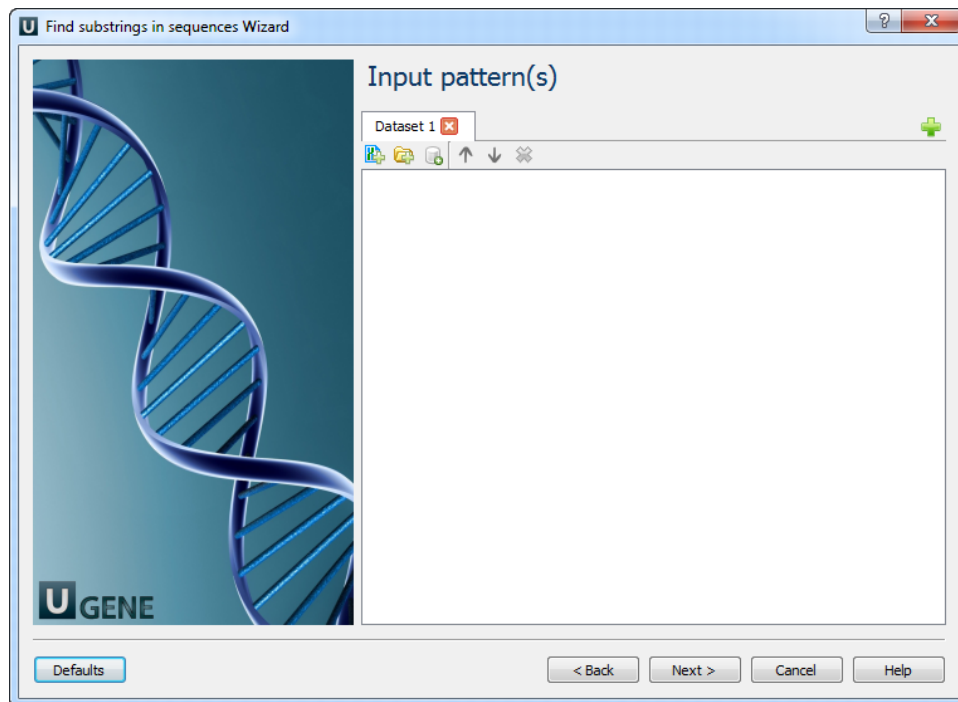 Find substrings in sequences Wizard
Input pattern(s)
Dataset 1
U GENE
Defaults
< Back
Next >
Cancel
Help